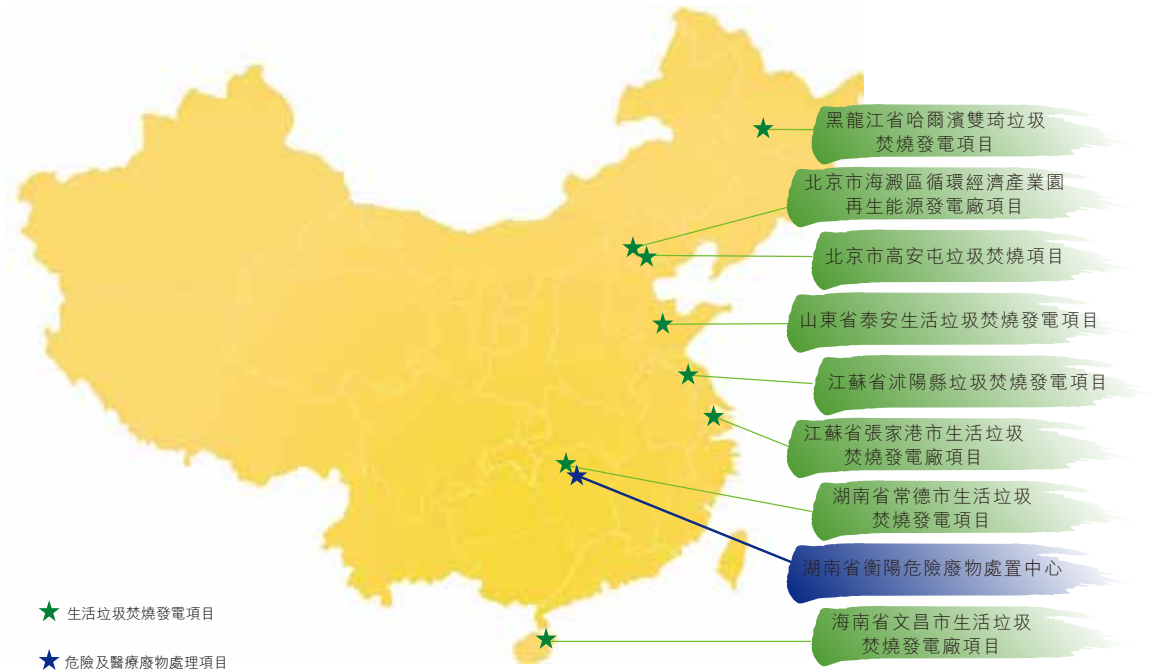 黑龍江省哈爾濱雙琦垃圾
焚燒發電項目
北京市海澱區循環經濟產業園
再生能源發電廠項目
北京市高安屯垃圾焚燒項目
山東省泰安生活垃圾焚燒發電項目
江蘇省沭陽縣垃圾焚燒發電項目
江蘇省張家港市生活垃圾
焚燒發電廠項目
湖南省常德市生活垃圾
焚燒發電項目
湖南省衡陽危險廢物處置中心
海南省文昌市生活垃圾
焚燒發電廠項目
生活垃圾焚燒發電項目
危險及醫療廢物處理項目